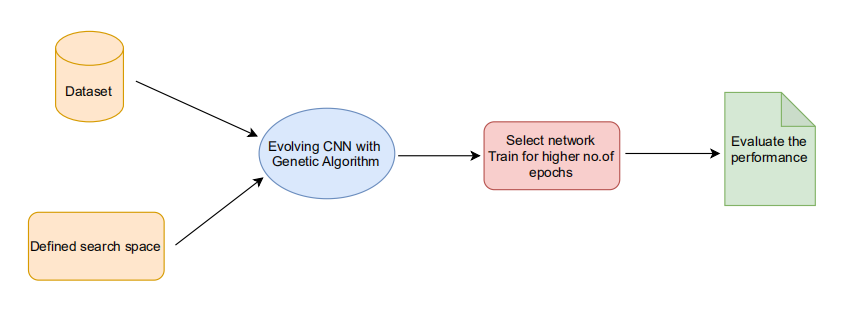 Dataset
Evolving CNN with
Genetic Algorithm
Select network
Train for higher no.of
epochs
Evaluate the
performance
Defined search space